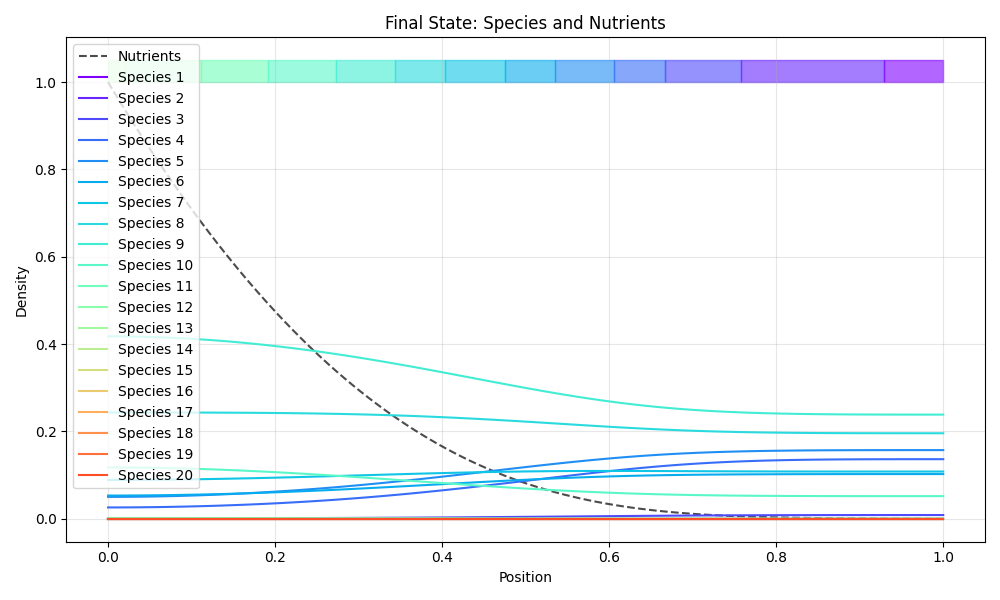 Final State: Species and Nutrients
Nutrients
Species 1
Species 2
Species 3
Species 4
Species 5
Species 6
Species 7
Species 8
Species 9
Species 10
Species 11
Species 12
Species 13
Species 14
Species 15
Species 16
Species 17
Species 18
Species 19
Species 20
1.0
0.8
0.6
0.4
0.2
0.0
Density
0.0 0.2 0.4 0.6 0.8 1.0
Position